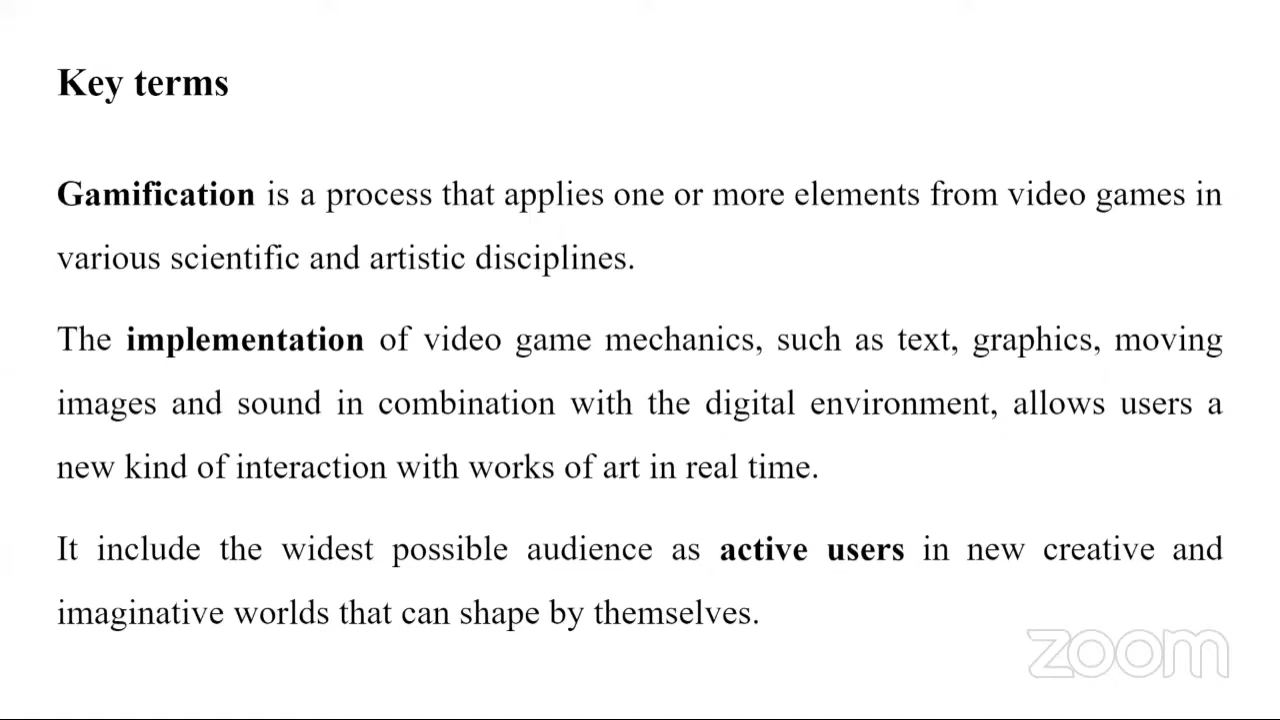 Key terms
Gamification is a process that applies one or more elements from video games in
various scientific and artistic disciplines.
The implementation of video game mechanics, such as text, graphics, moving
images and sound in combination with the digital environment, allows users a
new kind of interaction with works of art in real time.
It include the widest possible audience as active users in new creative and
imaginative worlds that can shape by themselves.
zoom